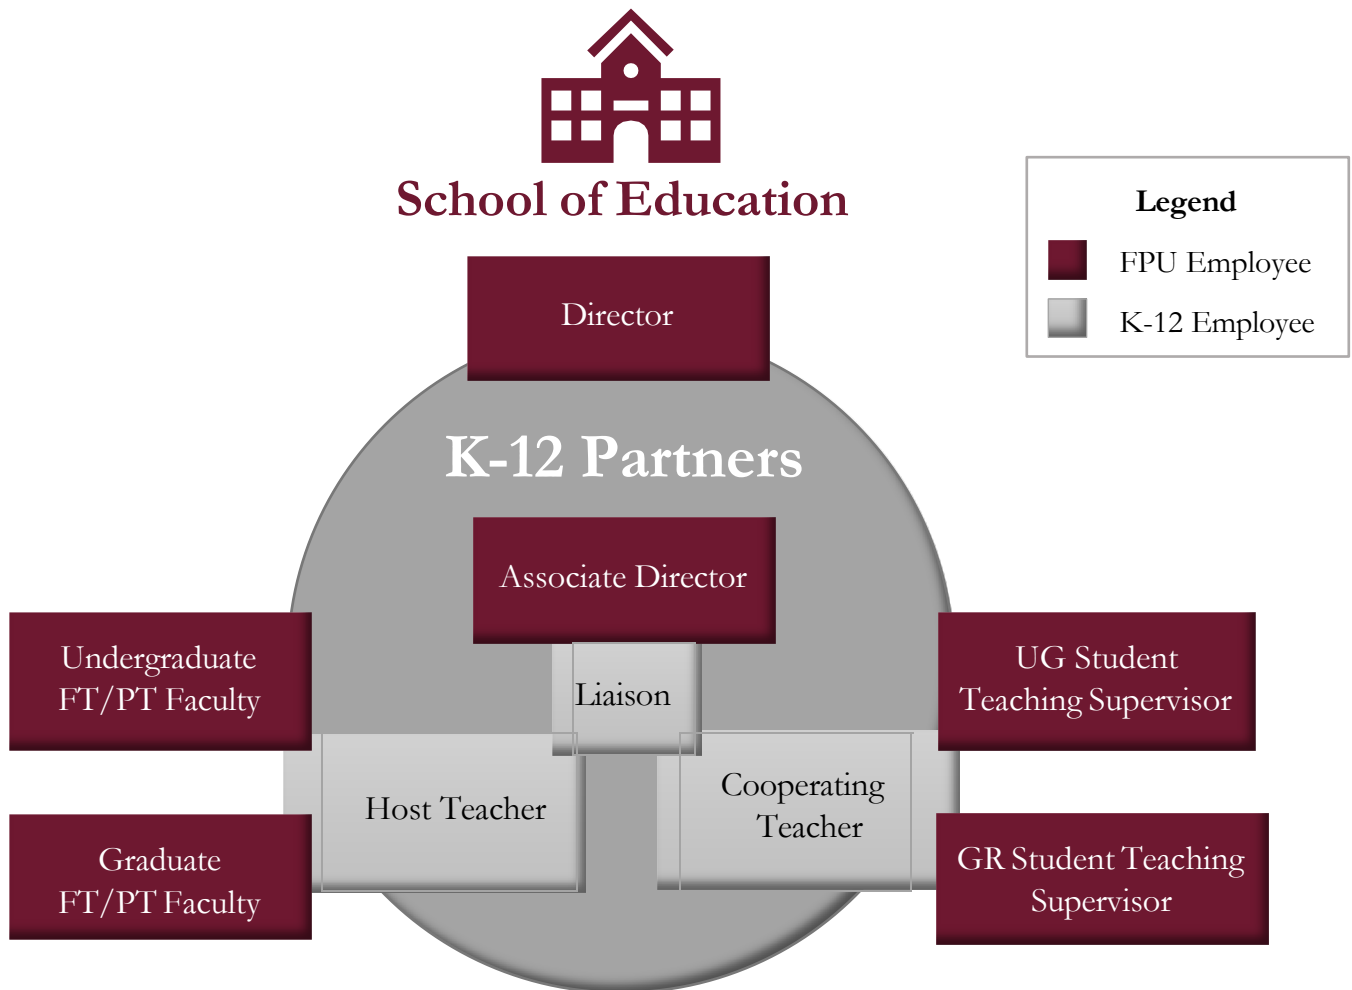 School of Education
Legend
FPU Employee
K-12 Employee
Director
K-12 Partners
Associate Director
Liaison
Undergraduate
FT/PT Faculty
UG Student
Teaching Supervisor
Host Teacher
Cooperating
Teacher
Graduate
FT/PT Faculty
GR Student Teaching
Supervisor